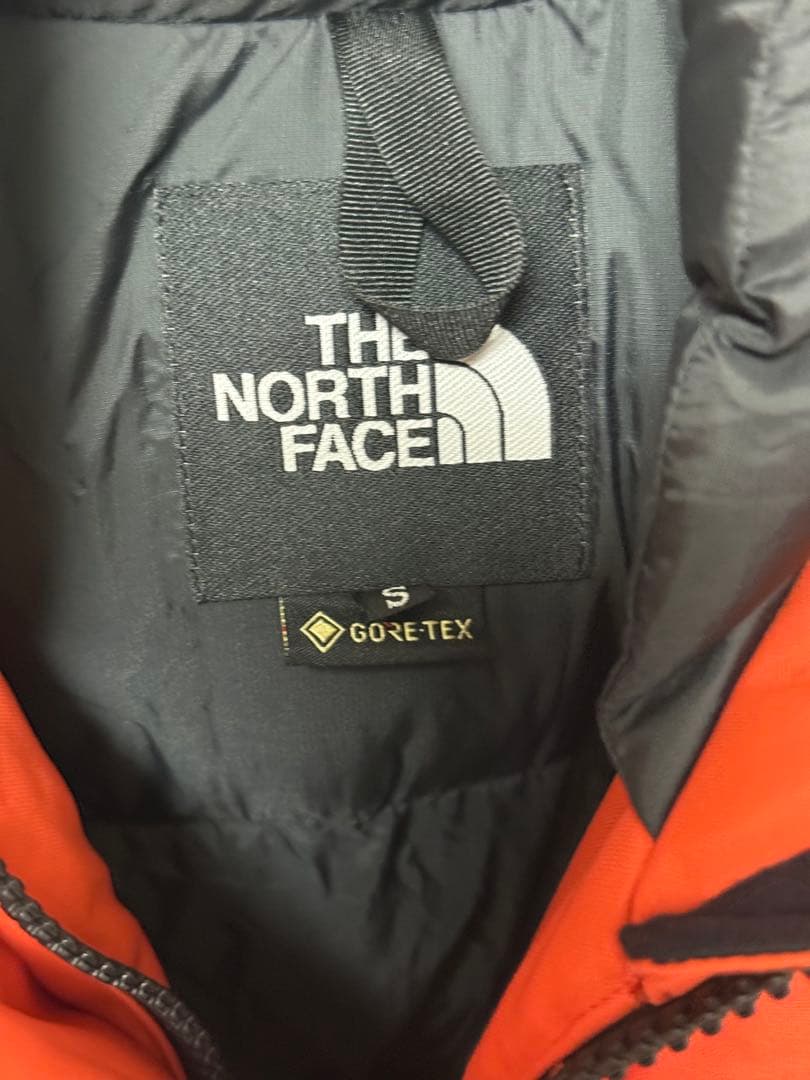 THE
NORTH
FACE
S
GORE-TEX